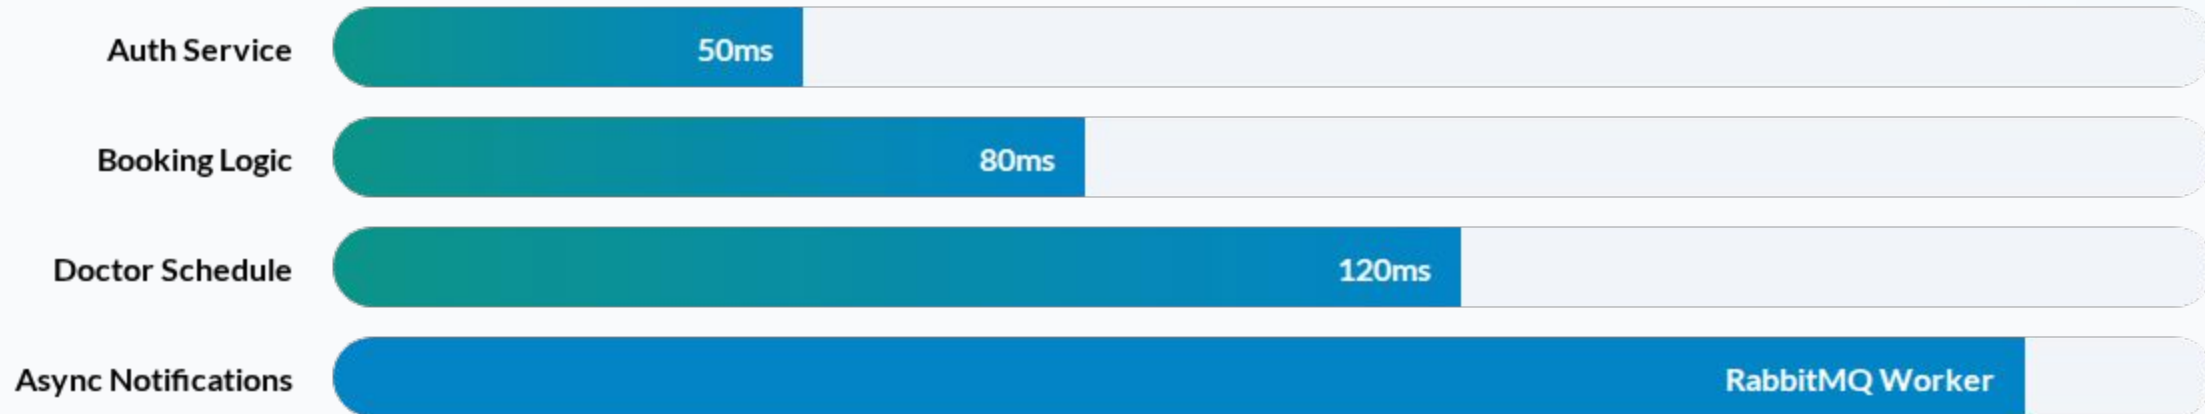 Auth Service 50ms
Booking Logic 80ms
Doctor Schedule 120ms
Async Notifications RabbitMQ Worker